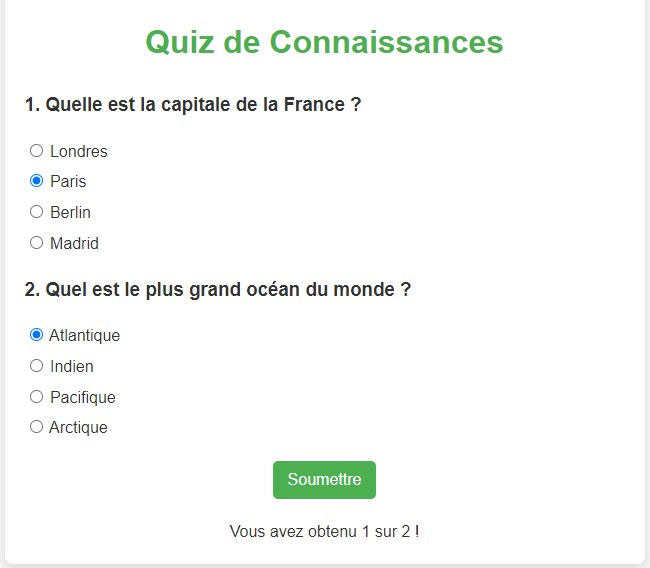 Quiz de Connaissances
1. Quelle est la capitale de la France ?
Londres
Paris
Berlin
Madrid
2. Quel est le plus grand océan du monde ?
Atlantique
Indien
Pacifique
Arctique
Soumettre
Vous avez obtenu 1 sur 2 !